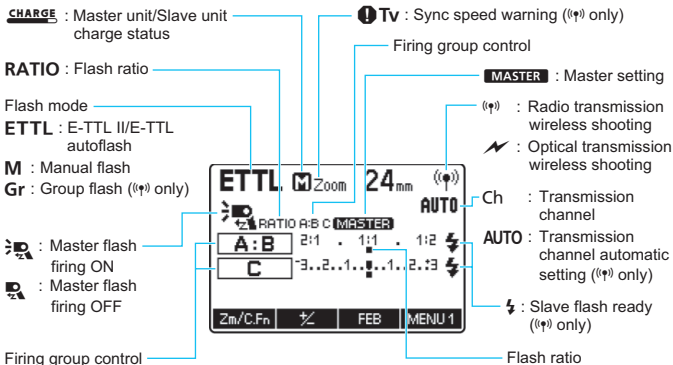 CHARGE : Master unit/Slave unit
charge status
Tv : Sync speed warning ( only)
Firing group control
RATIO : Flash ratio
MASTER : Master setting
Flash mode
ETTL : E-TTL II/E-TTL
autoflash
M : Manual flash
Gr : Group flash ( only)
: Radio transmission
wireless shooting
: Optical transmission
wireless shooting
ETTL M Zoom 24mm
AUTO
RATIO A:B C MASTER
A:B 2:1 . 1:1 . 1:2
C -3..2..1..▪..1..2.+3
Zm/C.Fn +/- FEB MENU 1
Ch : Transmission
channel
AUTO : Transmission
channel automatic
setting ( only)
: Master flash
firing ON
: Master flash
firing OFF
: Slave flash ready
( only)
Firing group control
Flash ratio